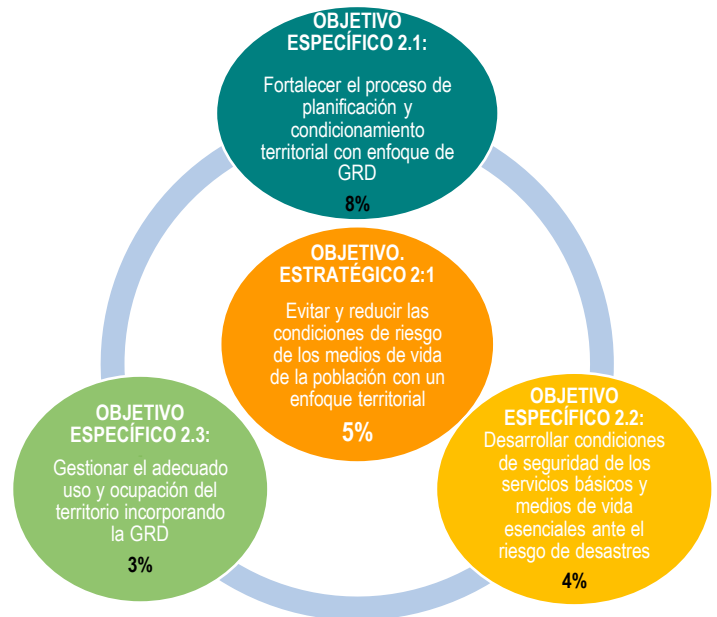 OBJETIVO
ESPECÍFICO 2.1:
Fortalecer el proceso de
planificación y
condicionamiento
territorial con enfoque de
GRD
8%
OBJETIVO.
ESTRATÉGICO 2:1
Evitar y reducir las
condiciones de riesgo
de los medios de vida
de la población con un
enfoque territorial
5%
OBJETIVO
ESPECÍFICO 2.3:
Gestionar el adecuado
uso y ocupación del
territorio incorporando
la GRD
3%
OBJETIVO
ESPECÍFICO 2.2:
Desarrollar condiciones
de seguridad de los
servicios básicos y
medios de vida
esenciales ante el
riesgo de desastres
4%